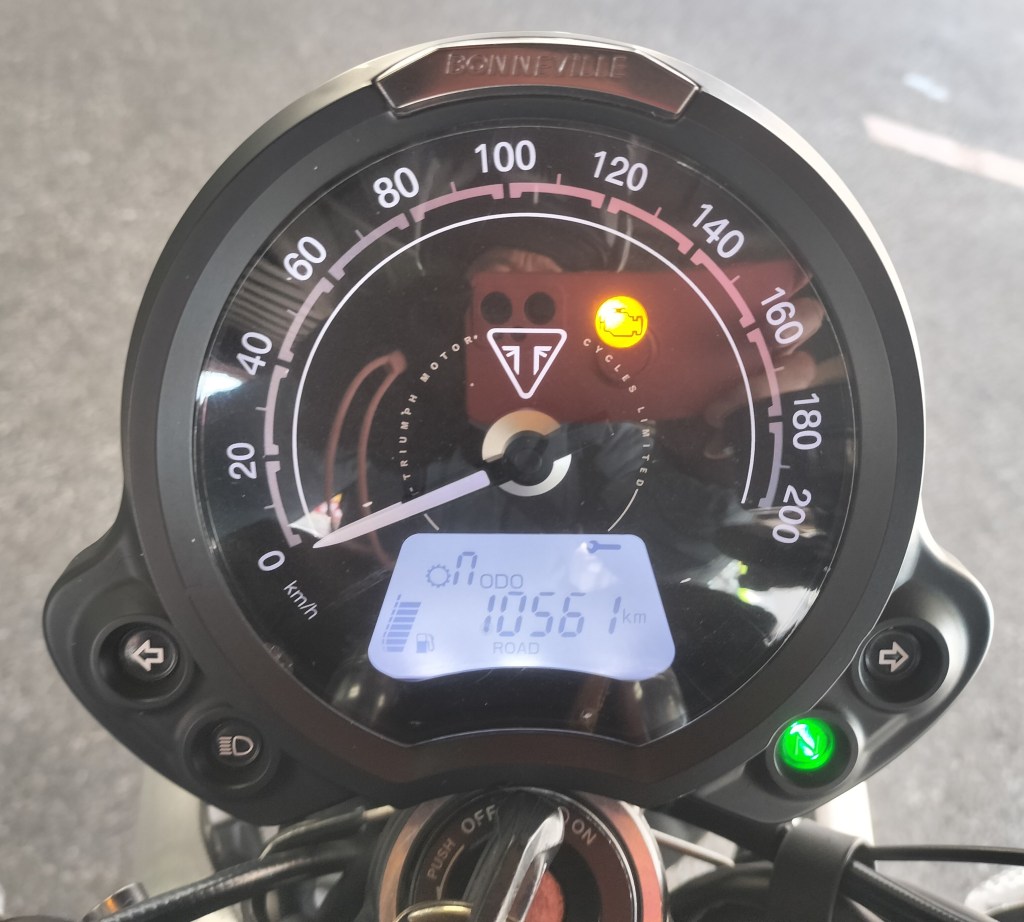 BONNEVILLE
0
20
40
60
80
100
120
140
160
180
200
km/h
TRIUMPH MOTOR
CYCLES LIMITED
n ODO
10561 km
ROAD
N
PUSH
OFF
ON